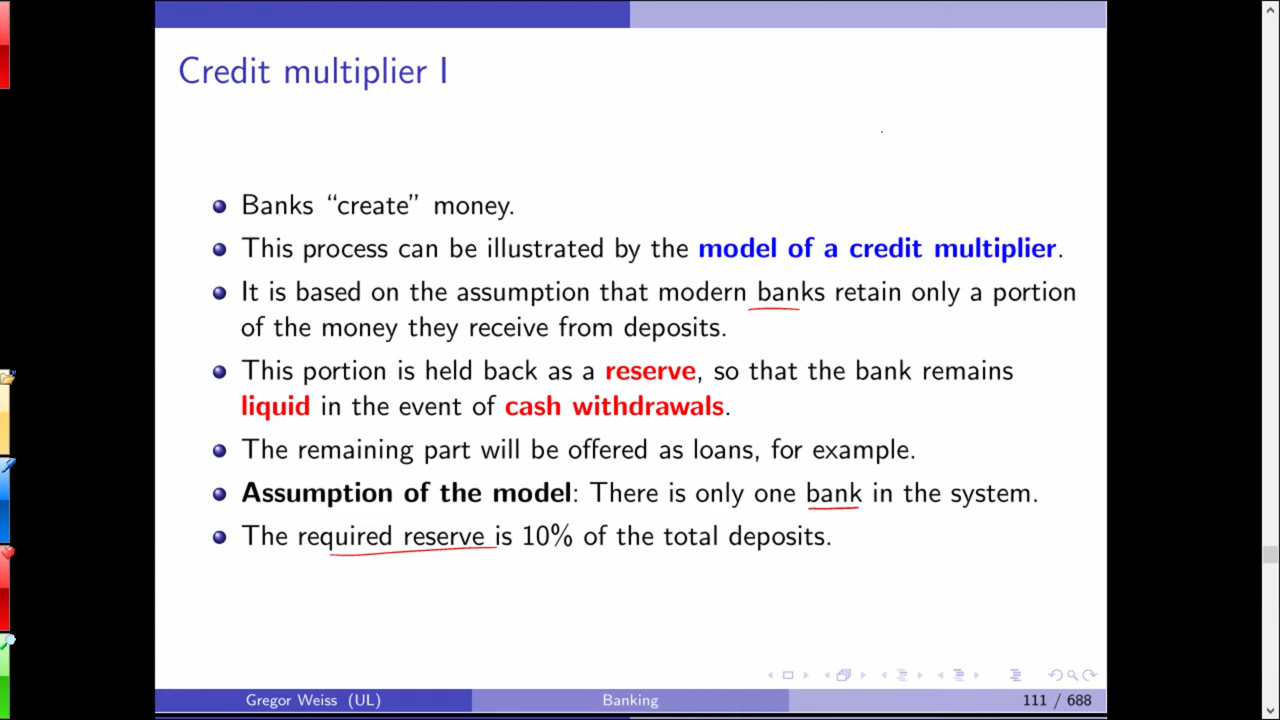 Credit multiplier I
Banks “create” money.
This process can be illustrated by the model of a credit multiplier.
It is based on the assumption that modern banks retain only a portion
of the money they receive from deposits.
This portion is held back as a reserve, so that the bank remains
liquid in the event of cash withdrawals.
The remaining part will be offered as loans, for example.
Assumption of the model: There is only one bank in the system.
The required reserve is 10% of the total deposits.
Gregor Weiss (UL) Banking 111 / 688